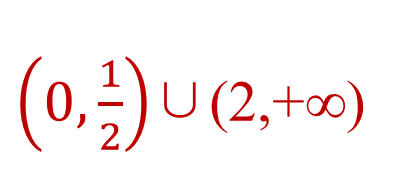 (0, 1/2) ∪ (2,+∞)